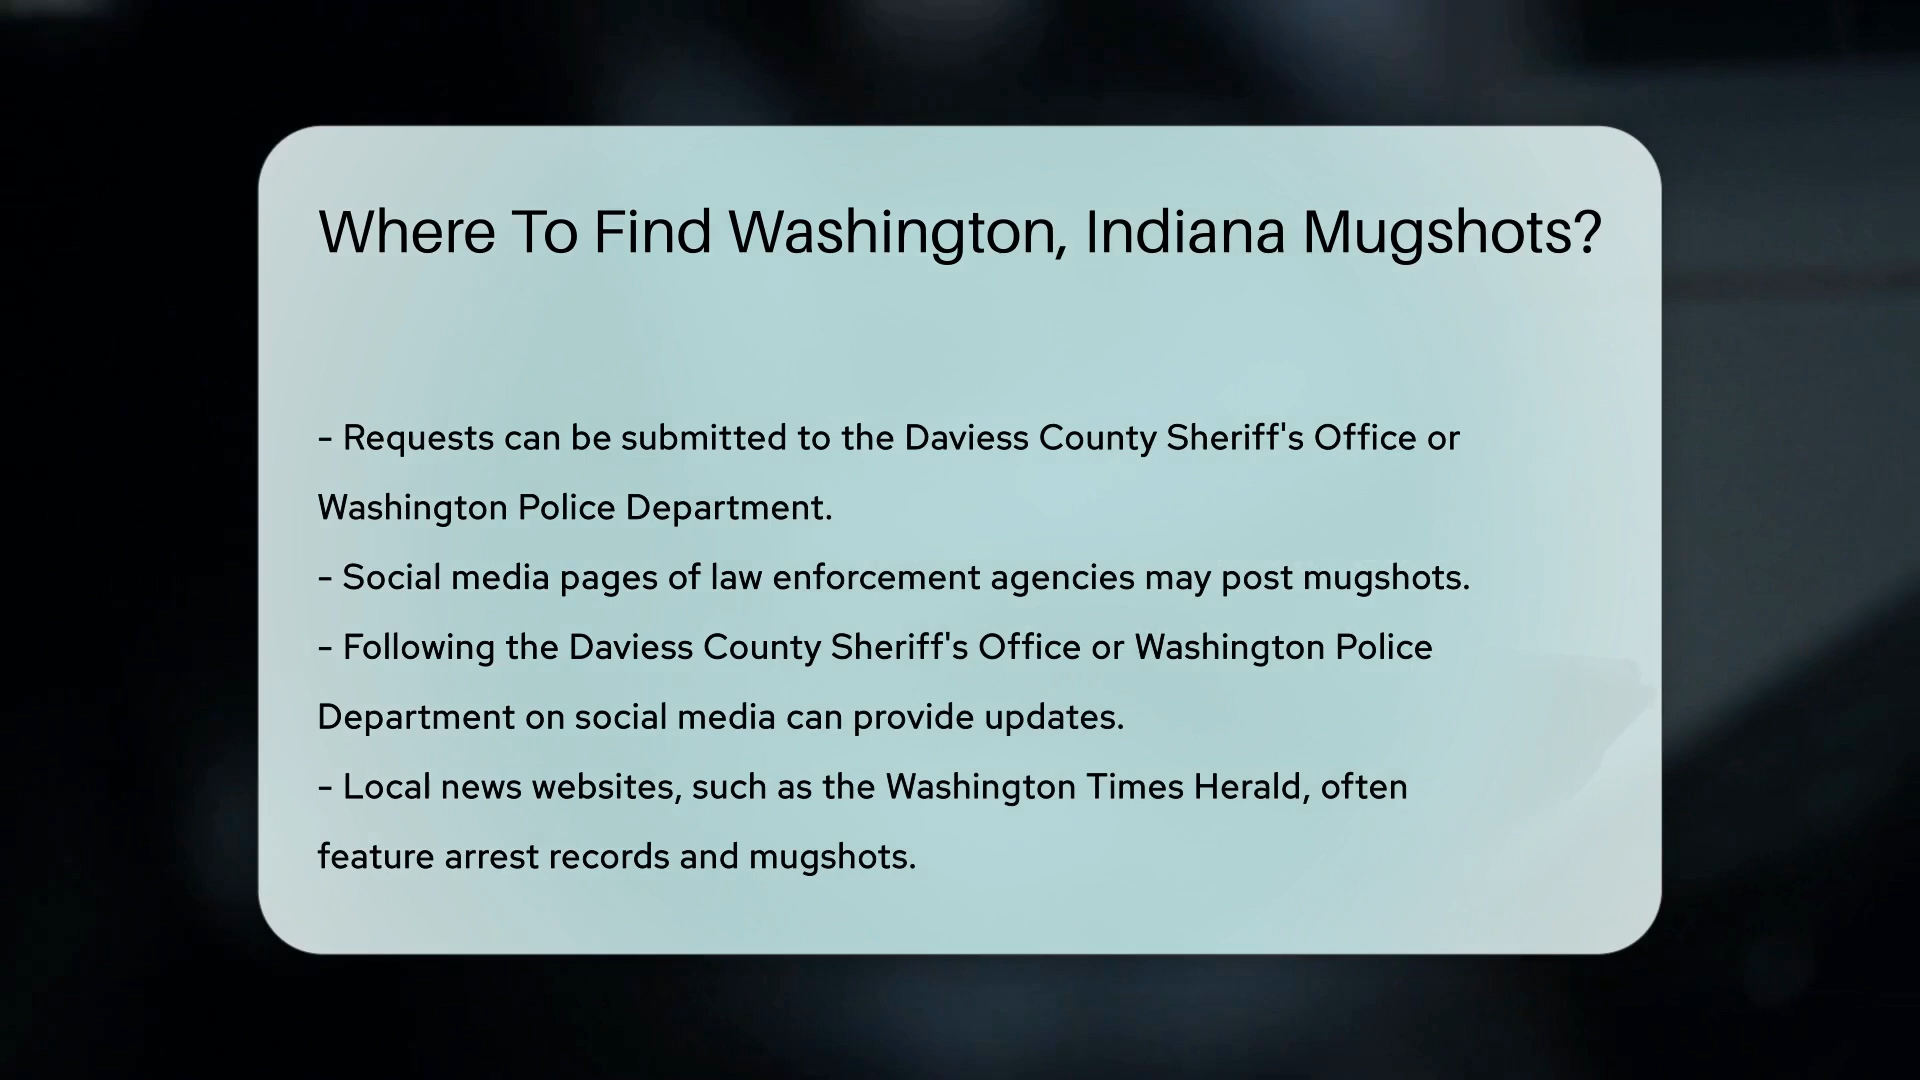 Where To Find Washington, Indiana Mugshots?
- Requests can be submitted to the Daviess County Sheriff's Office or
Washington Police Department.
- Social media pages of law enforcement agencies may post mugshots.
- Following the Daviess County Sheriff's Office or Washington Police
Department on social media can provide updates.
- Local news websites, such as the Washington Times Herald, often
feature arrest records and mugshots.